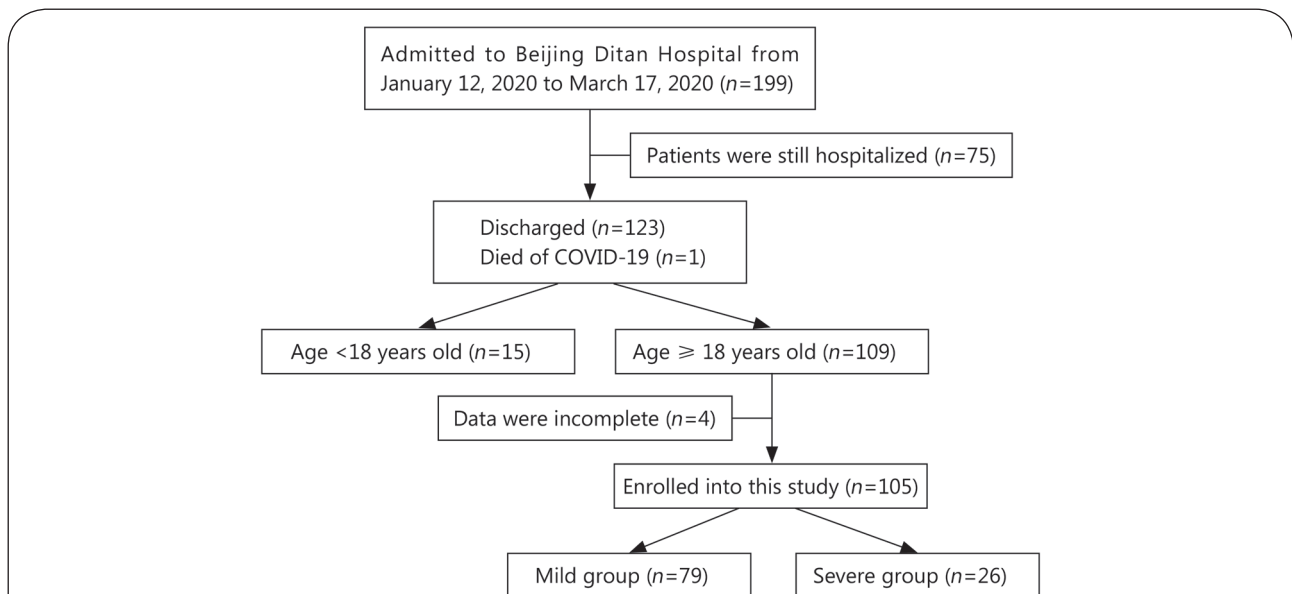 Admitted to Beijing Ditan Hospital from
January 12, 2020 to March 17, 2020 (n=199)
Patients were still hospitalized (n=75)
Discharged (n=123)
Died of COVID-19 (n=1)
Age <18 years old (n=15)
Age ⩾ 18 years old (n=109)
Data were incomplete (n=4)
Enrolled into this study (n=105)
Mild group (n=79)
Severe group (n=26)